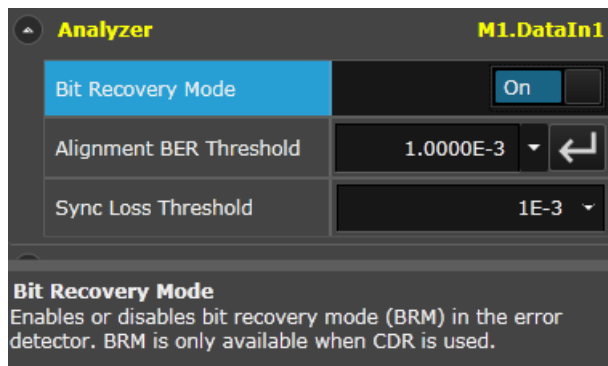 Analyzer M1.DataIn1
Bit Recovery Mode On
Alignment BER Threshold 1.0000E-3
Sync Loss Threshold 1E-3
Bit Recovery Mode
Enables or disables bit recovery mode (BRM) in the error
detector. BRM is only available when CDR is used.